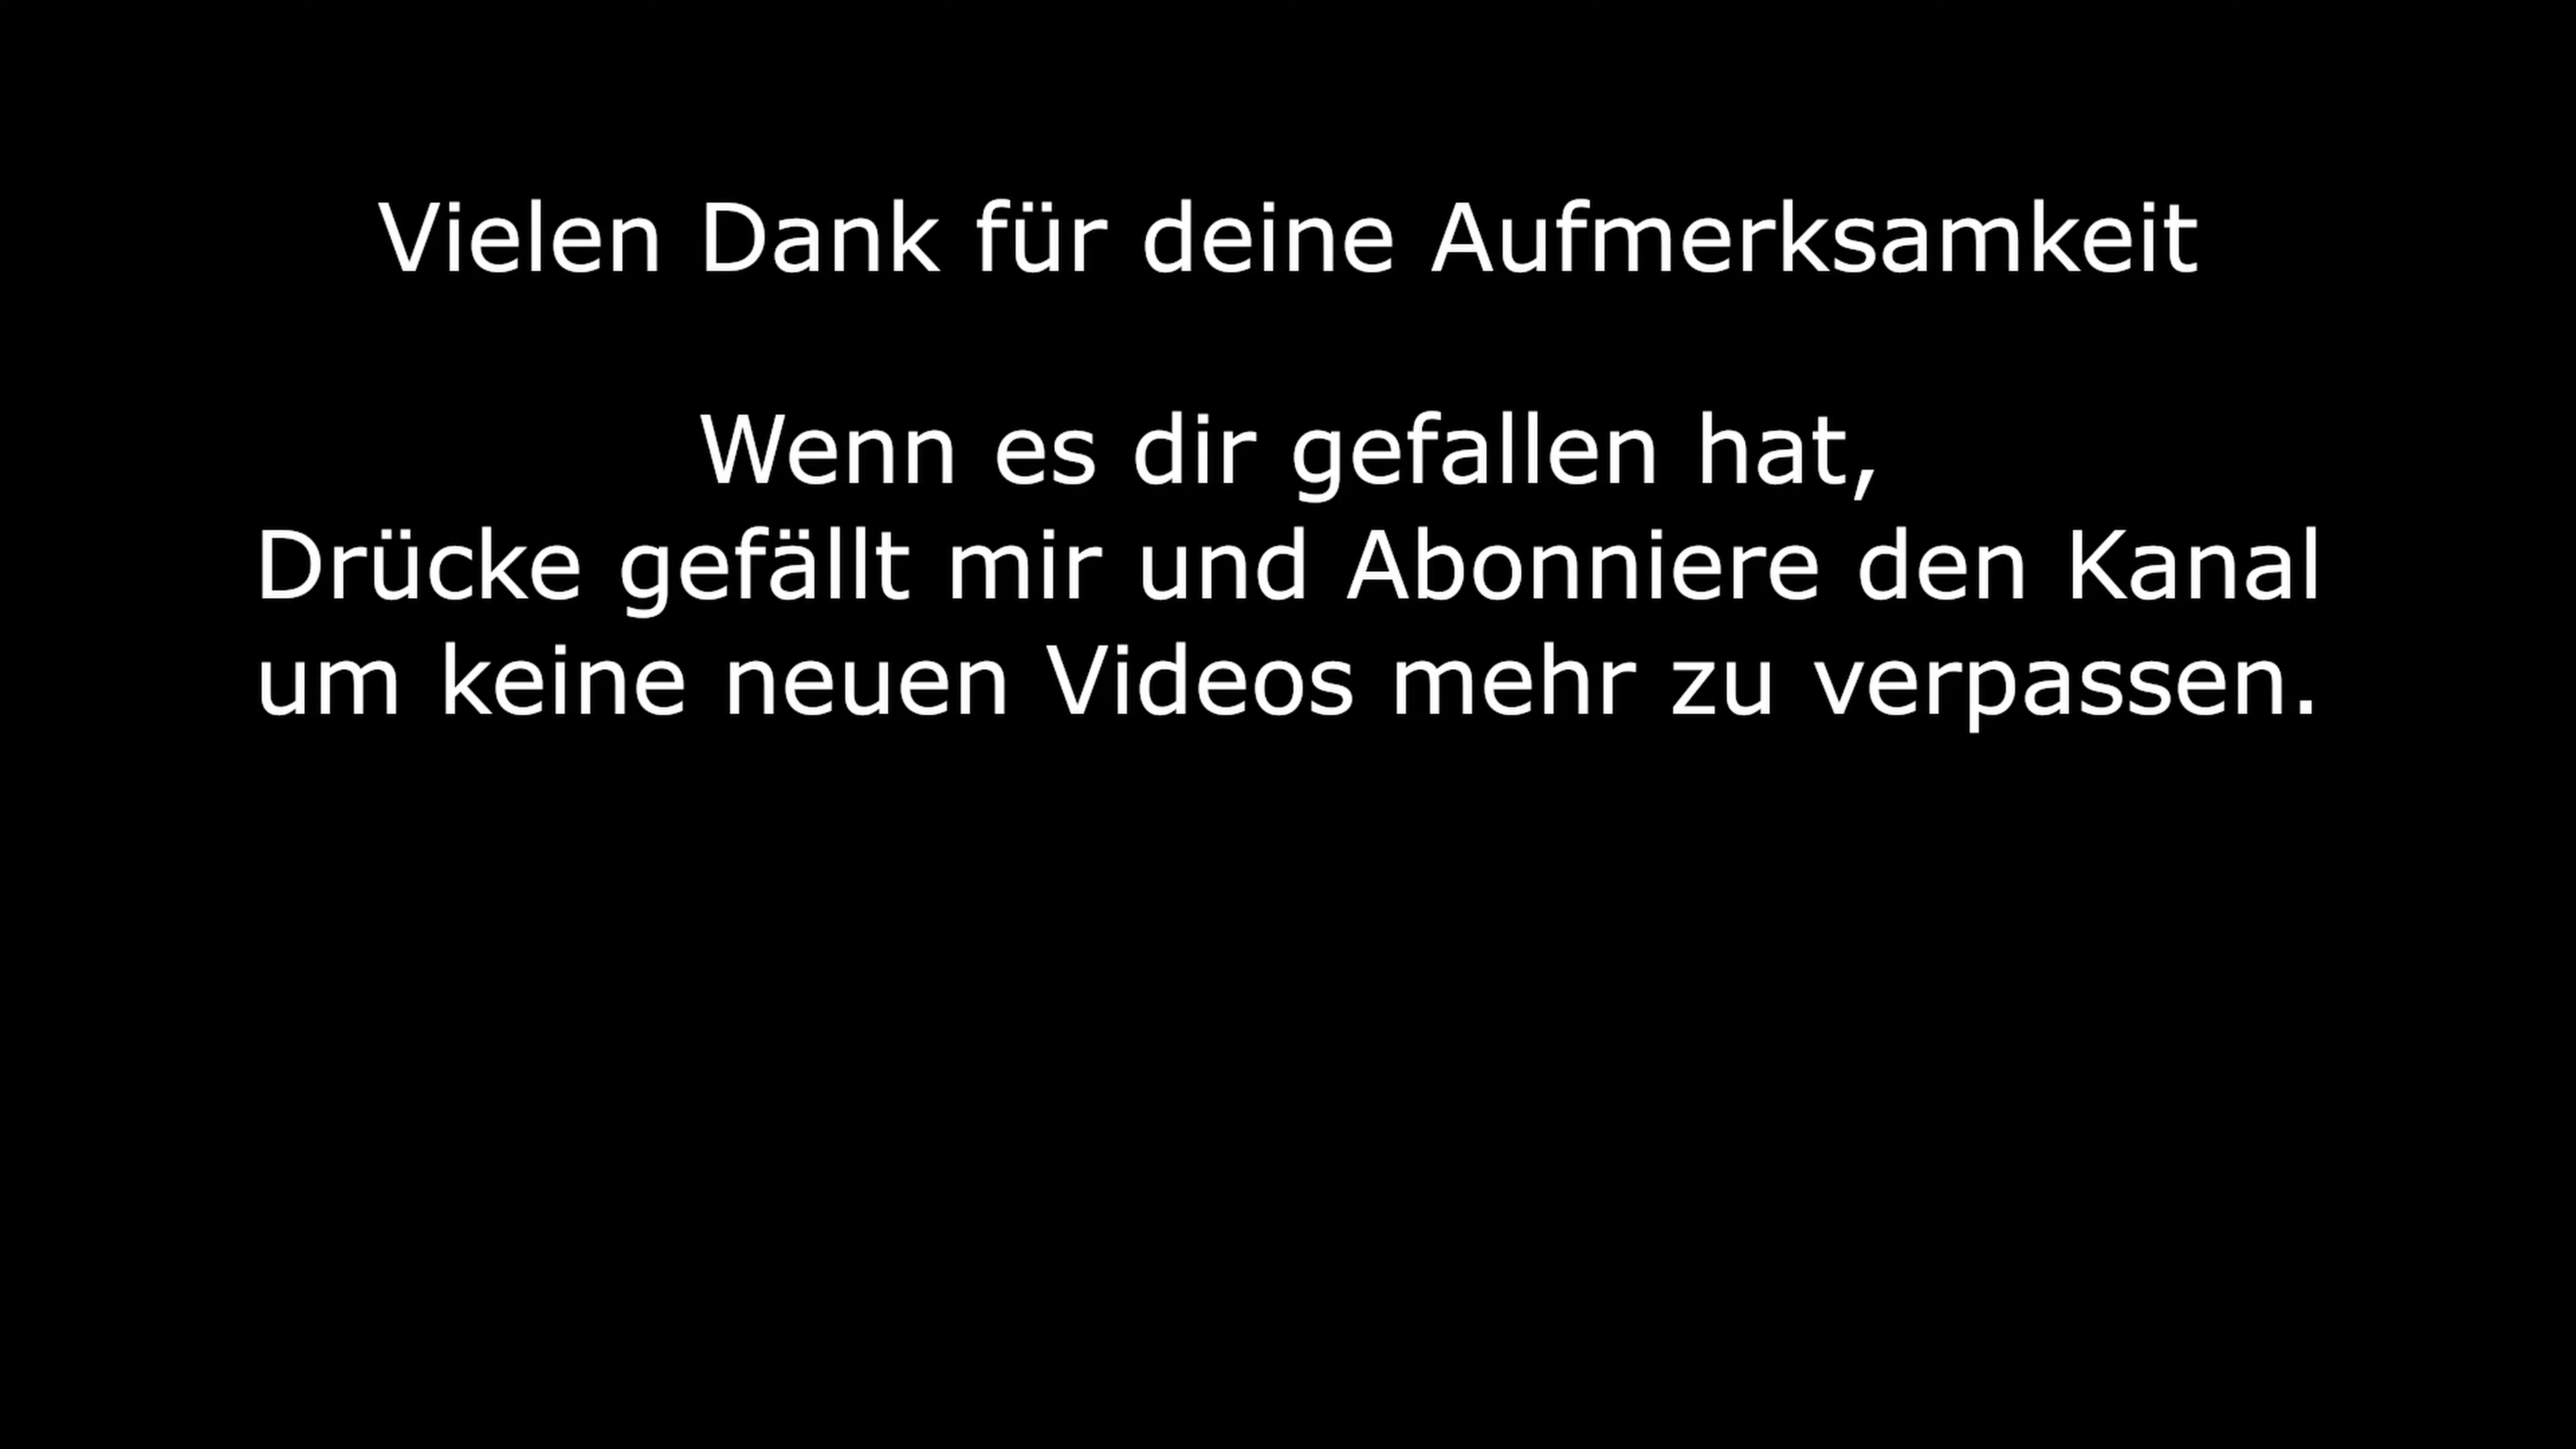 Vielen Dank für deine Aufmerksamkeit
Wenn es dir gefallen hat,
Drücke gefällt mir und Abonniere den Kanal
um keine neuen Videos mehr zu verpassen.